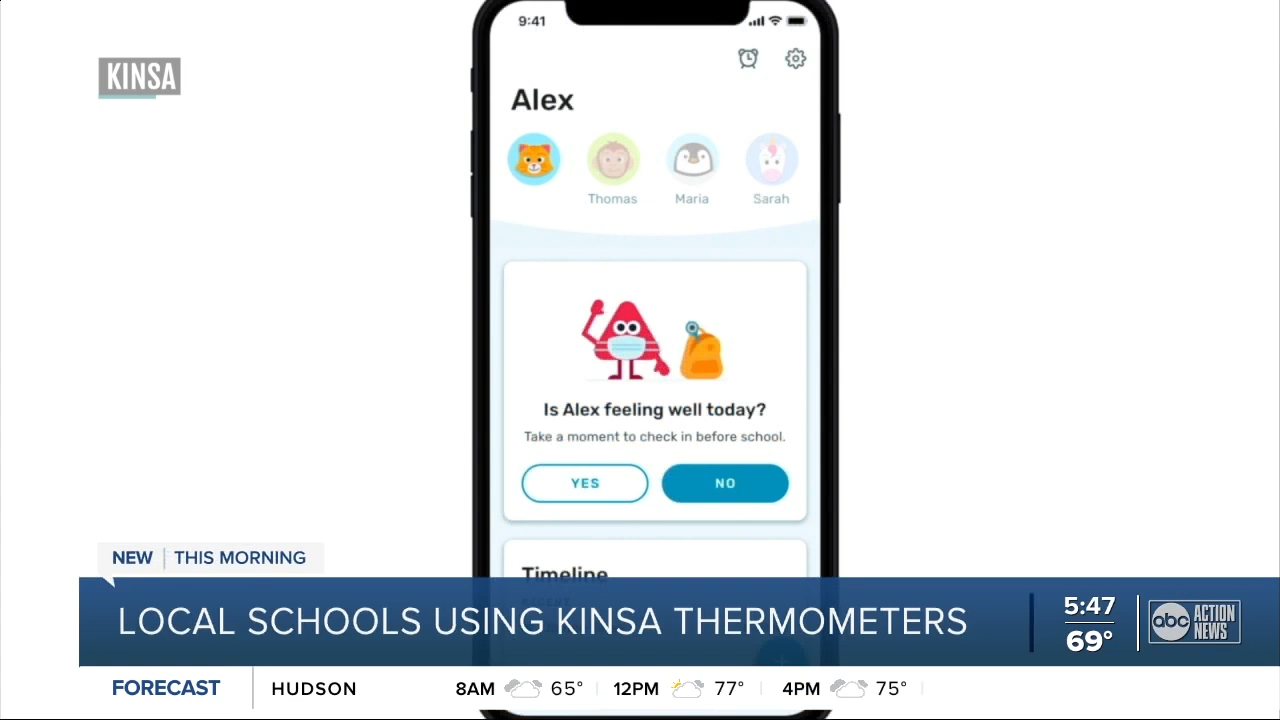 KINSA
9:41
Alex
Thomas Maria Sarah
Is Alex feeling well today?
Take a moment to check in before school.
YES NO
Timeline
NEW THIS MORNING
LOCAL SCHOOLS USING KINSA THERMOMETERS
5:47
69°
abc ACTION NEWS
FORECAST HUDSON 8AM 65° 12PM 77° 4PM 75°